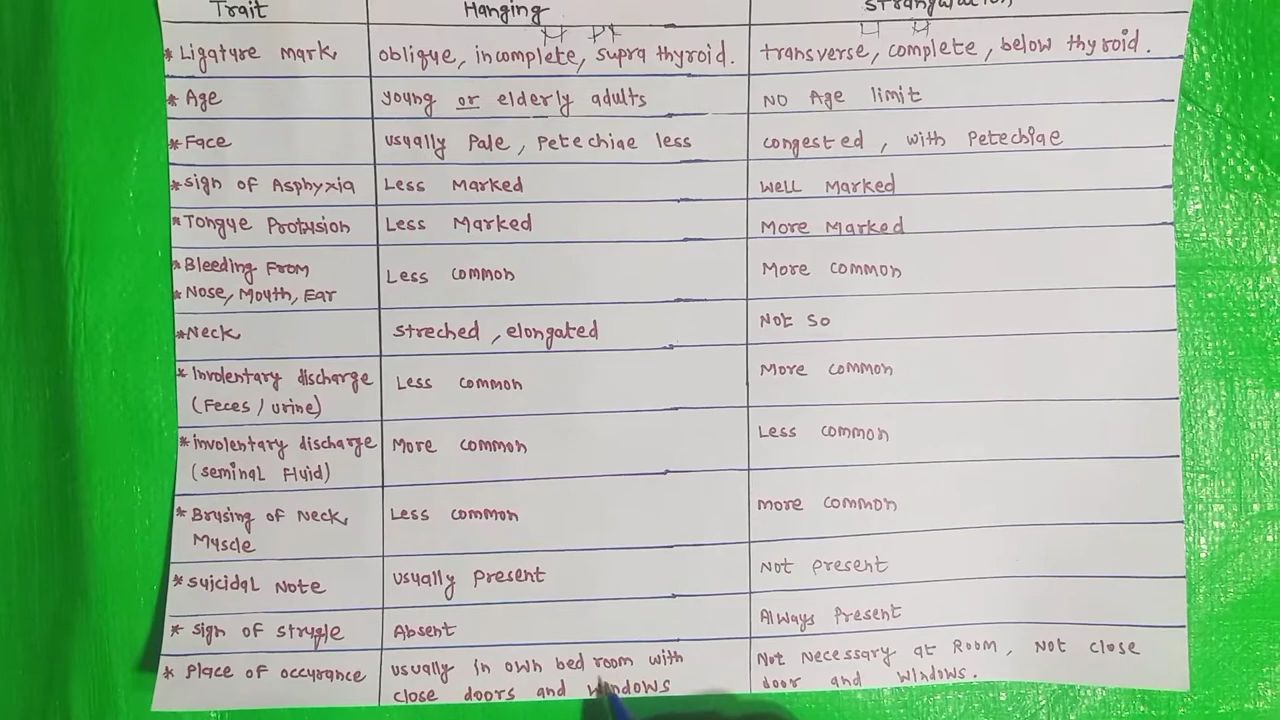 Trait Hanging Strangulation
* Ligature mark oblique, incomplete, supra thyroid. transverse, complete, below thyroid.
* Age young or elderly adults NO Age limit
* Face usually Pale, Petechiae less congested, with Petechiae
* sign of Asphyxia Less Marked well Marked
* Tongue Protusion Less Marked More Marked
* Bleeding From Less common More common
* Nose, Mouth, Ear
* Neck streched, elongated Not so
* Involentary discharge Less common More common
(Feces / urine)
* involentary discharge More common Less common
(seminal Fluid)
* Brusing of Neck Less common more common
Muscle
* suicidal Note usually present Not present
* sign of strugle Absent Always Present
* Place of occurance usually in own bed room with Not Necessary at Room, Not close
close doors and windows door and windows.